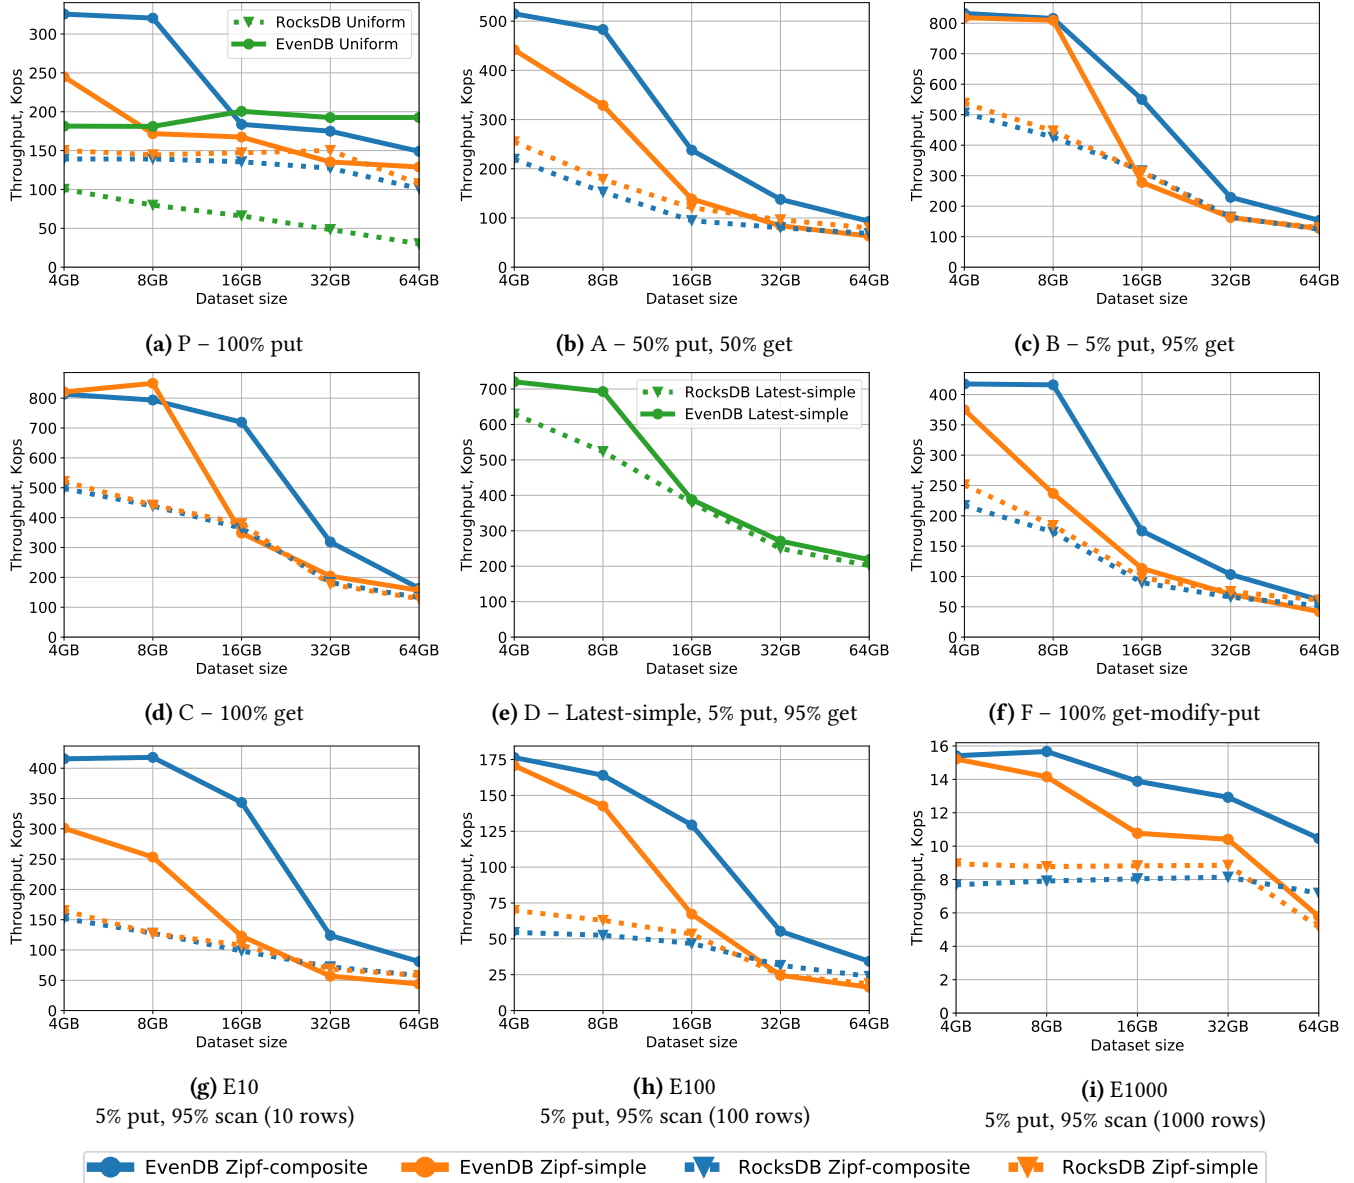 Throughput, Kops
300
250
200
150
100
50
0
4GB 8GB 16GB 32GB 64GB
Dataset size
RocksDB Uniform
EvenDB Uniform
(a) P – 100% put
Throughput, Kops
500
400
300
200
100
0
4GB 8GB 16GB 32GB 64GB
Dataset size
(b) A – 50% put, 50% get
Throughput, Kops
800
700
600
500
400
300
200
100
0
4GB 8GB 16GB 32GB 64GB
Dataset size
(c) B – 5% put, 95% get
Throughput, Kops
800
700
600
500
400
300
200
100
0
4GB 8GB 16GB 32GB 64GB
Dataset size
(d) C – 100% get
Throughput, Kops
700
600
500
400
300
200
100
0
4GB 8GB 16GB 32GB 64GB
Dataset size
RocksDB Latest-simple
EvenDB Latest-simple
(e) D – Latest-simple, 5% put, 95% get
Throughput, Kops
400
350
300
250
200
150
100
50
0
4GB 8GB 16GB 32GB 64GB
Dataset size
(f) F – 100% get-modify-put
Throughput, Kops
400
350
300
250
200
150
100
50
0
4GB 8GB 16GB 32GB 64GB
Dataset size
(g) E10
5% put, 95% scan (10 rows)
Throughput, Kops
175
150
125
100
75
50
25
0
4GB 8GB 16GB 32GB 64GB
Dataset size
(h) E100
5% put, 95% scan (100 rows)
Throughput, Kops
16
14
12
10
8
6
4
2
0
4GB 8GB 16GB 32GB 64GB
Dataset size
(i) E1000
5% put, 95% scan (1000 rows)
EvenDB Zipf-composite EvenDB Zipf-simple RocksDB Zipf-composite RocksDB Zipf-simple